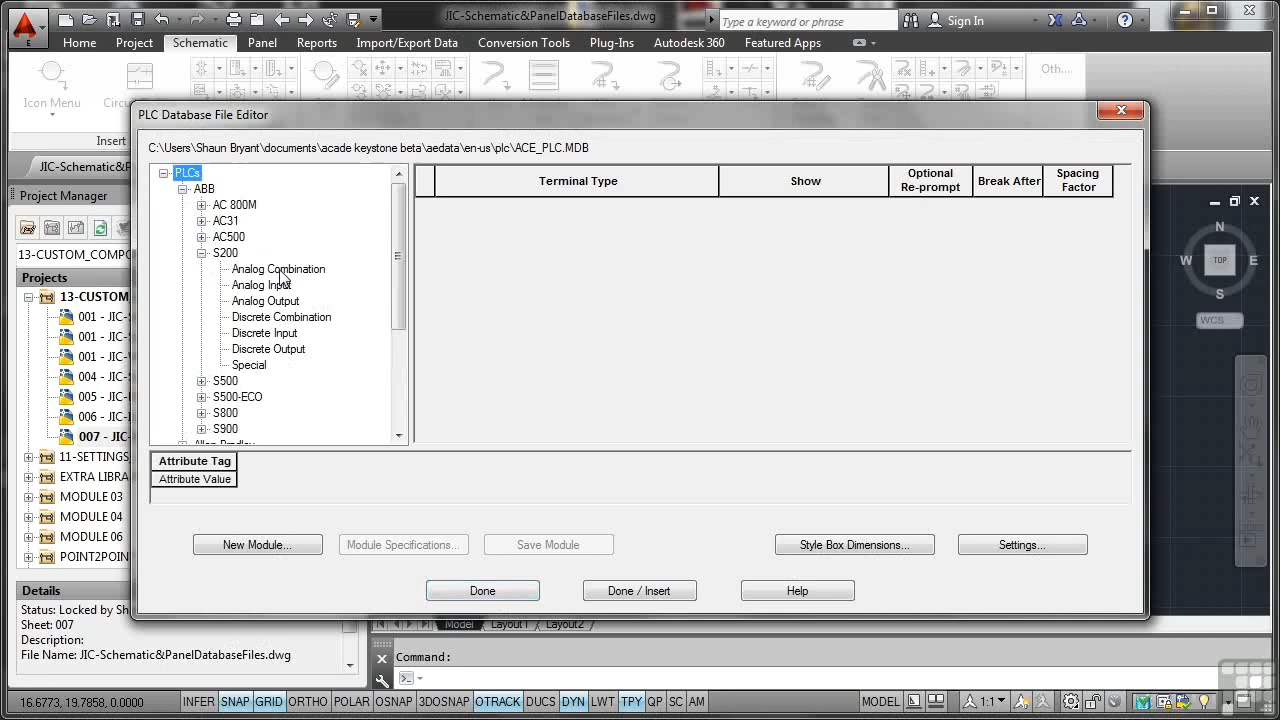 JIC-Schematic&PanelDatabaseFiles.dwg
Type a keyword or phrase
Sign In
Home Project Schematic Panel Reports Import/Export Data Conversion Tools Plug-Ins Autodesk 360 Featured Apps
Icon Menu
Oth...
Insert
PLC Database File Editor
C:\Users\Shaun Bryant\documents\acade keystone beta\aedata\en-us\plc\ACE_PLC.MDB
PLCs
ABB
AC 800M
AC31
AC500
S200
Analog Combination
Analog Input
Analog Output
Discrete Combination
Discrete Input
Discrete Output
Special
S500
S500-ECO
S800
S900
Terminal Type
Show
Optional Re-prompt
Break After
Spacing Factor
Attribute Tag
Attribute Value
New Module...
Module Specifications...
Save Module
Style Box Dimensions...
Settings...
Done
Done / Insert
Help
JIC-Schematic&P
Project Manager
13-CUSTOM_COMPO
Projects
13-CUSTOM
001 - JIC-
001 - JIC-
001 - JIC-
004 - JIC-
005 - JIC-
006 - JIC-
007 - JIC-
11-SETTINGS
EXTRA LIBRA
MODULE 03
MODULE 04
MODULE 06
POINT2POIN
Details
Status: Locked by Sh
Sheet: 007
Description:
File Name: JIC-Schematic&PanelDatabaseFiles.dwg
N
W TOP E
S
WCS
Model Layout1 Layout2
Command:
16.6773, 19.7858, 0.0000
INFER SNAP GRID ORTHO POLAR OSNAP 3DOSNAP OTRACK DUCS DYN LWT TPY QP SC AM
MODEL
1:1